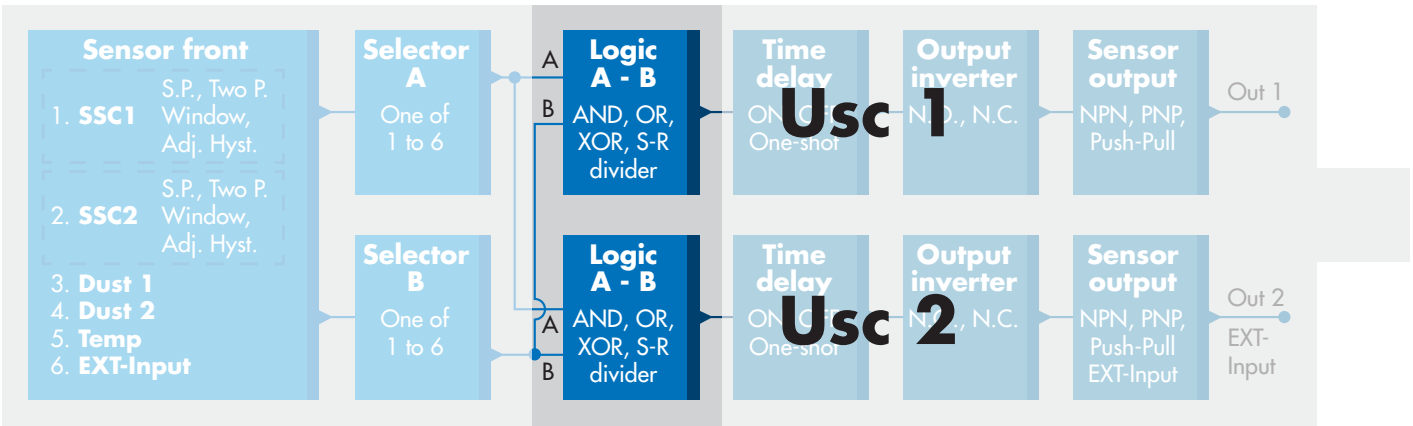 Sensor front
1. SSC1
S.P., Two P.
Window,
Adj. Hyst.
2. SSC2
S.P., Two P.
Window,
Adj. Hyst.
3. Dust 1
4. Dust 2
5. Temp
6. EXT-Input
Selector
A
One of
1 to 6
Selector
B
One of
1 to 6
A
B
Logic
A - B
AND, OR,
XOR, S-R
divider
Time
delay
ON, OFF
One-shot
Usc 1
Output
inverter
N.O., N.C.
Sensor
output
NPN, PNP,
Push-Pull
Out 1
A
B
Logic
A - B
AND, OR,
XOR, S-R
divider
Time
delay
ON, OFF
One-shot
Usc 2
Output
inverter
N.O., N.C.
Sensor
output
NPN, PNP,
Push-Pull
EXT-Input
Out 2
EXT-
Input